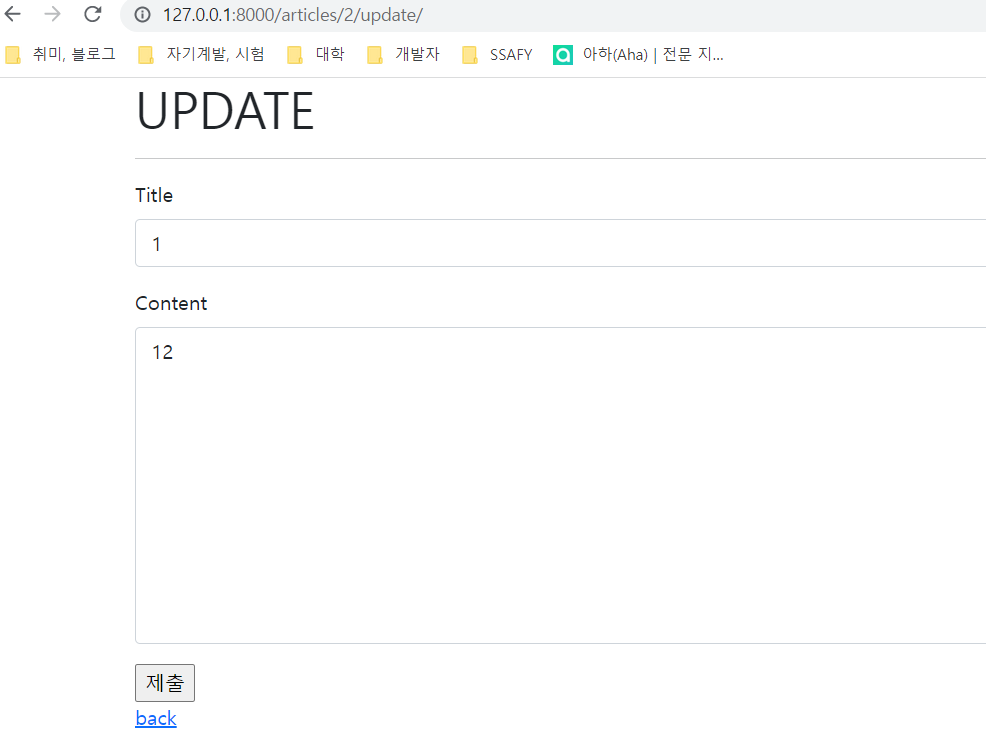 127.0.0.1:8000/articles/2/update/
취미, 블로그 자기계발, 시험 대학 개발자 SSAFY 아하(Aha) | 전문 지...
UPDATE
Title
1
Content
12
제출
back